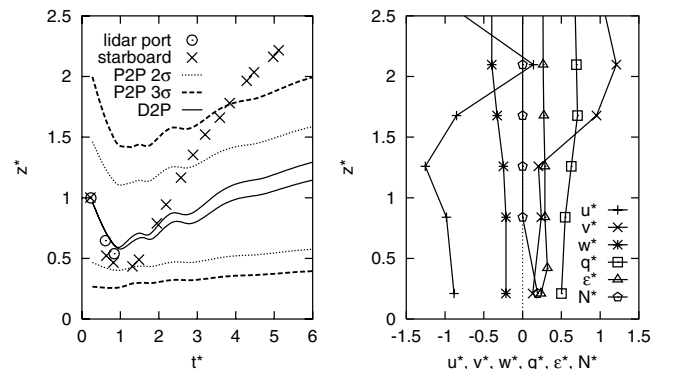 lidar port
starboard
P2P 2σ
P2P 3σ
D2P
2.5
2
1.5
1
0.5
0
z*
0 1 2 3 4 5 6
t*
2.5
2
1.5
1
0.5
0
z*
u*
v*
w*
q*
ε*
N*
-1.5 -1 -0.5 0 0.5 1 1.5
u*, v*, w*, q*, ε*, N*